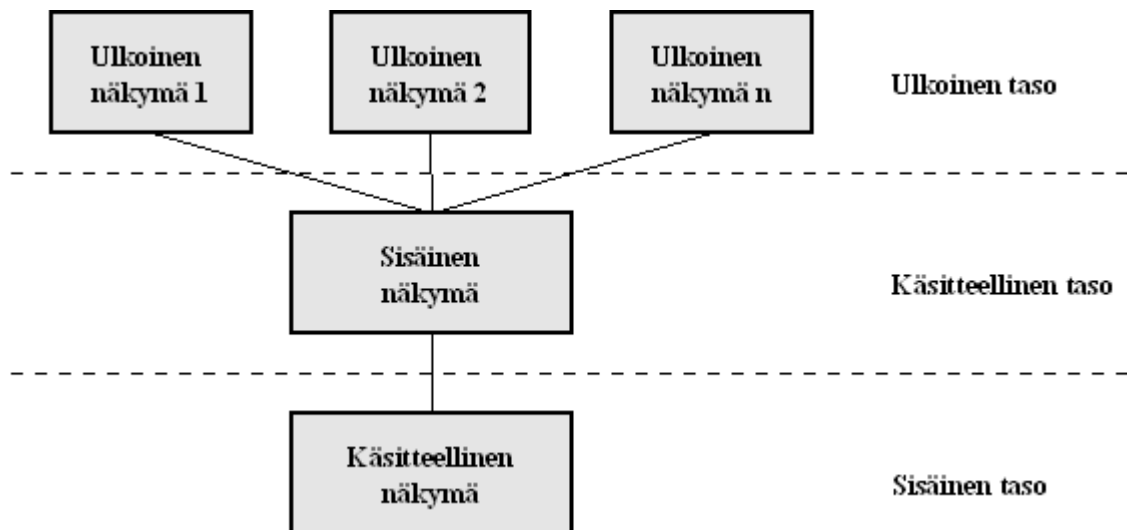 Ulkoinen
näkymä 1
Ulkoinen
näkymä 2
Ulkoinen
näkymä n
Ulkoinen taso
Sisäinen
näkymä
Käsitteellinen taso
Käsitteellinen
näkymä
Sisäinen taso